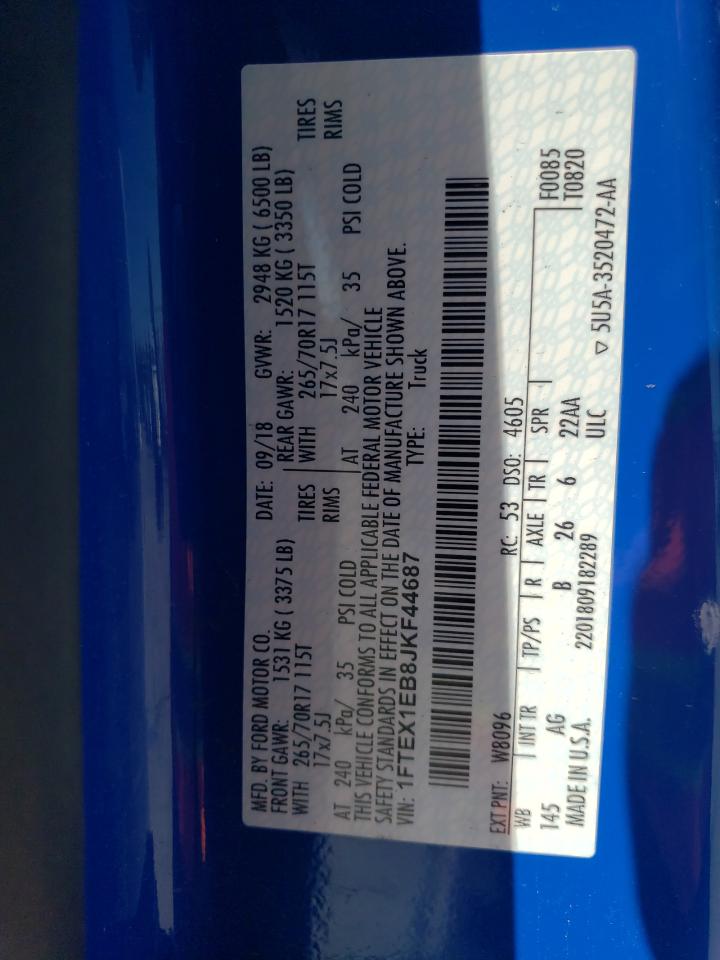 MFD. BY FORD MOTOR CO. DATE: 09/18 GVWR: 2948 KG ( 6500 LB)
FRONT GAWR: 1531 KG ( 3375 LB) REAR GAWR: 1520 KG ( 3350 LB)
WITH 265/70R17 115T TIRES WITH 265/70R17 115T TIRES
17x7.5J RIMS 17x7.5J RIMS
AT 240 kPa/ 35 PSI COLD AT 240 kPa/ 35 PSI COLD
THIS VEHICLE CONFORMS TO ALL APPLICABLE FEDERAL MOTOR VEHICLE
SAFETY STANDARDS IN EFFECT ON THE DATE OF MANUFACTURE SHOWN ABOVE.
VIN: 1FTEX1EB8JKF44687 TYPE: Truck
EXT PNT: W8096 RC: 53 DSO: 4605
WB INT TR TP/PS R AXLE TR SPR F0085
145 AG B 26 6 22AA T0820
MADE IN U.S.A. 2201809182289 ULC ▽ 5U5A-3520472-AA